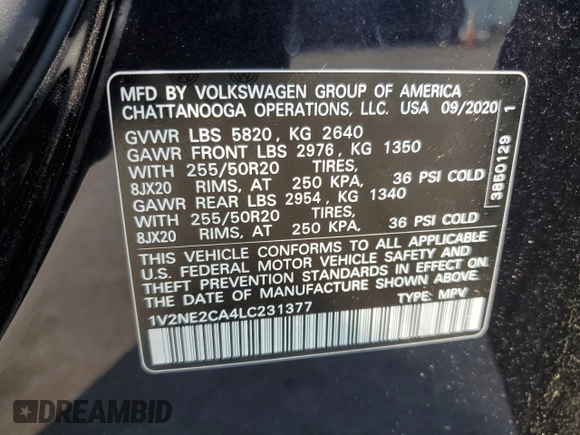 MFD BY VOLKSWAGEN GROUP OF AMERICA
CHATTANOOGA OPERATIONS, LLC. USA 09/2020
GVWR LBS 5820, KG 2640
GAWR FRONT LBS 2976, KG 1350
WITH 255/50R20 TIRES,
8JX20 RIMS, AT 250 KPA, 36 PSI COLD
GAWR REAR LBS 2954, KG 1340
WITH 255/50R20 TIRES,
8JX20 RIMS, AT 250 KPA, 36 PSI COLD
THIS VEHICLE CONFORMS TO ALL APPLICABLE
U.S. FEDERAL MOTOR VEHICLE SAFETY AND
THEFT PREVENTION STANDARDS IN EFFECT
ON THE DATE OF MANUFACTURE SHOWN ABOVE.
1V2NE2CA4LC231377 TYPE: MPV
3850129 1
DREAMBID